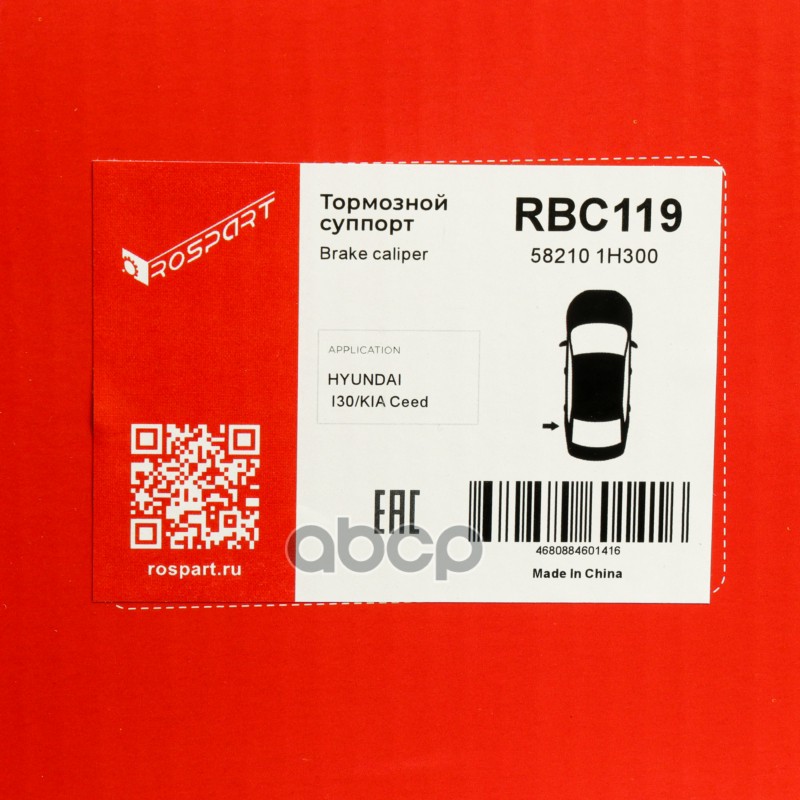 ROSPART
rospart.ru
Тормозной
суппорт
Brake caliper
APPLICATION
HYUNDAI
I30/KIA Ceed
RBC119
58210 1H300
EAC
4680884601416
Made In China
abcp